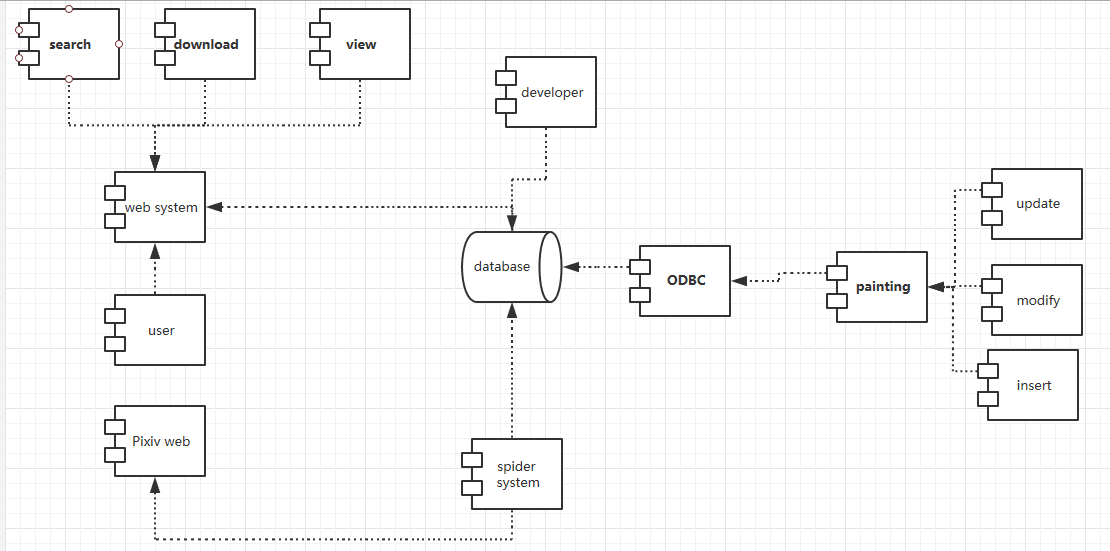 search
download
view
developer
web system
update
database
ODBC
painting
modify
user
insert
Pixiv web
spider
system